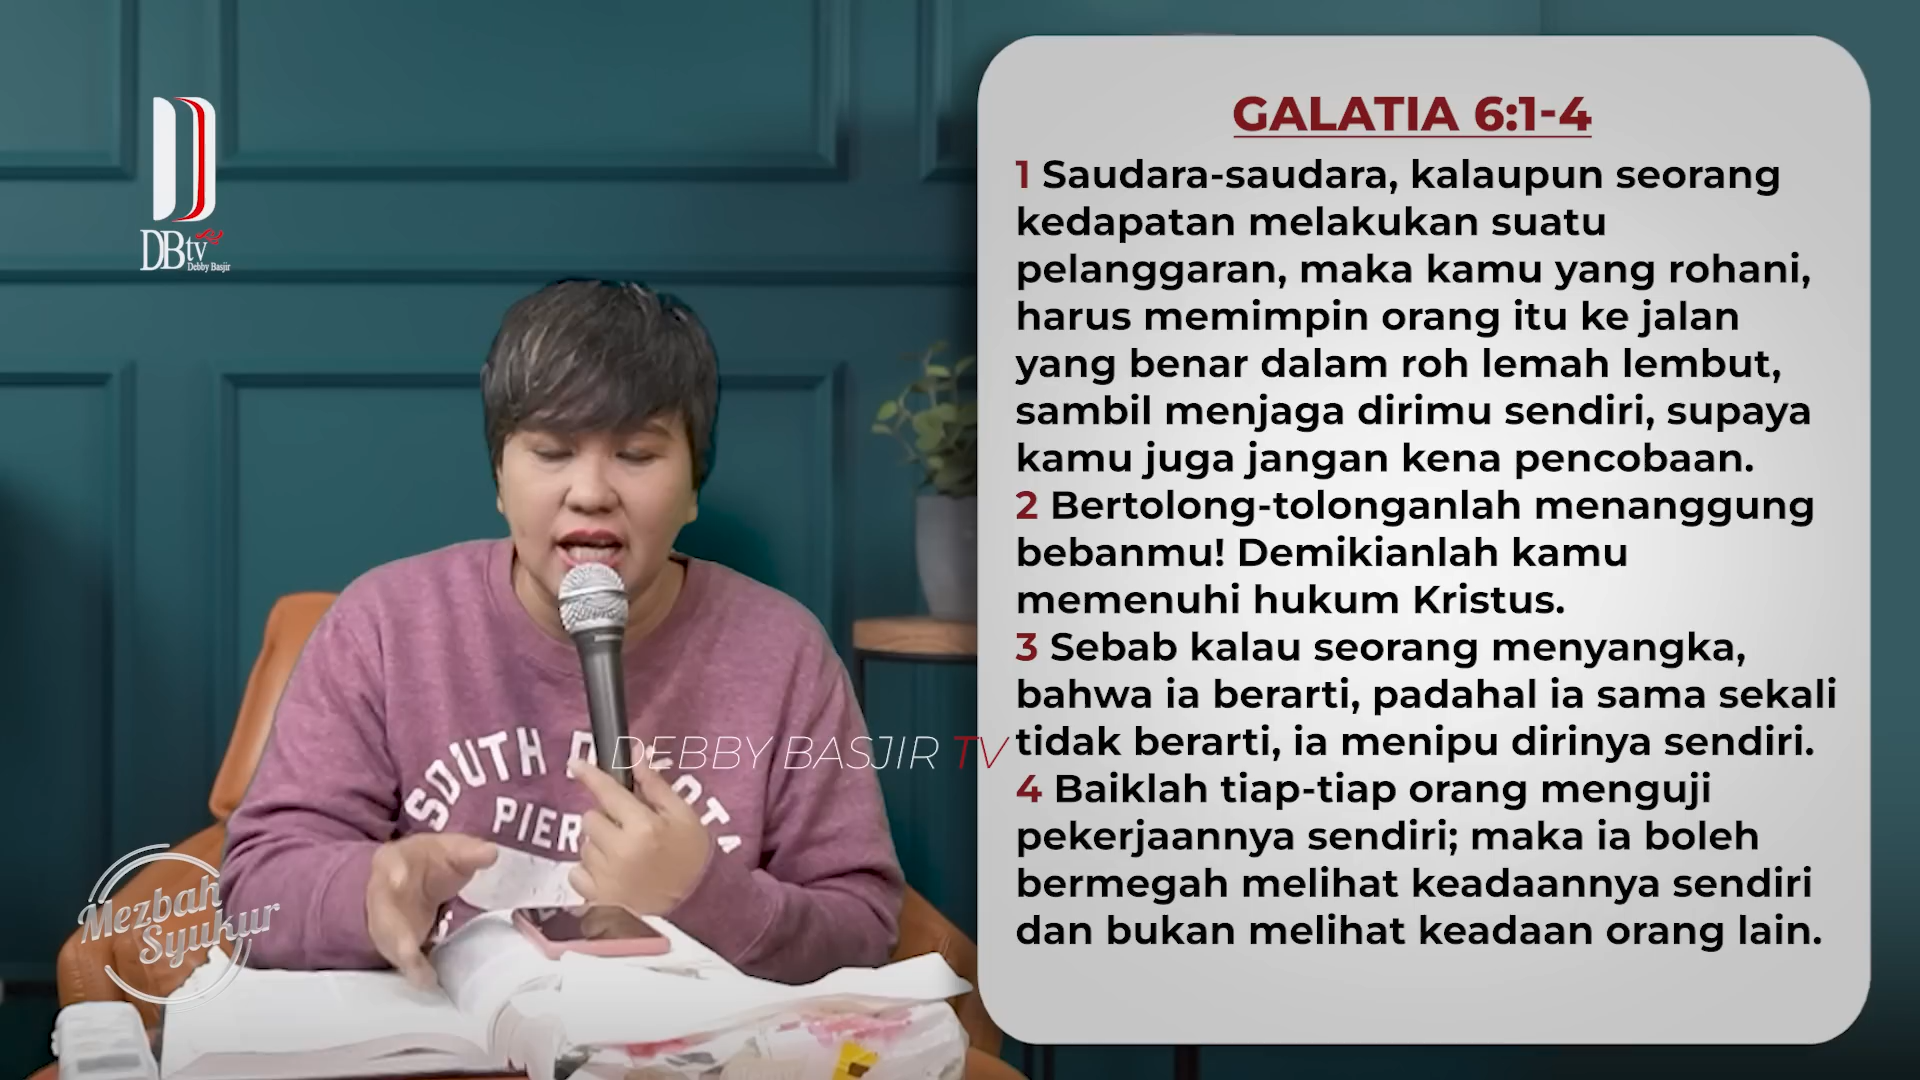 DBtv
Debby Basjir
GALATIA 6:1-4
1 Saudara-saudara, kalaupun seorang
kedapatan melakukan suatu
pelanggaran, maka kamu yang rohani,
harus memimpin orang itu ke jalan
yang benar dalam roh lemah lembut,
sambil menjaga dirimu sendiri, supaya
kamu juga jangan kena pencobaan.
2 Bertolong-tolonganlah menanggung
bebanmu! Demikianlah kamu
memenuhi hukum Kristus.
3 Sebab kalau seorang menyangka,
bahwa ia berarti, padahal ia sama sekali
tidak berarti, ia menipu dirinya sendiri.
4 Baiklah tiap-tiap orang menguji
pekerjaannya sendiri; maka ia boleh
bermegah melihat keadaannya sendiri
dan bukan melihat keadaan orang lain.
DEBBY BASJIR TV
SOUTH
Mezbah
Syukur